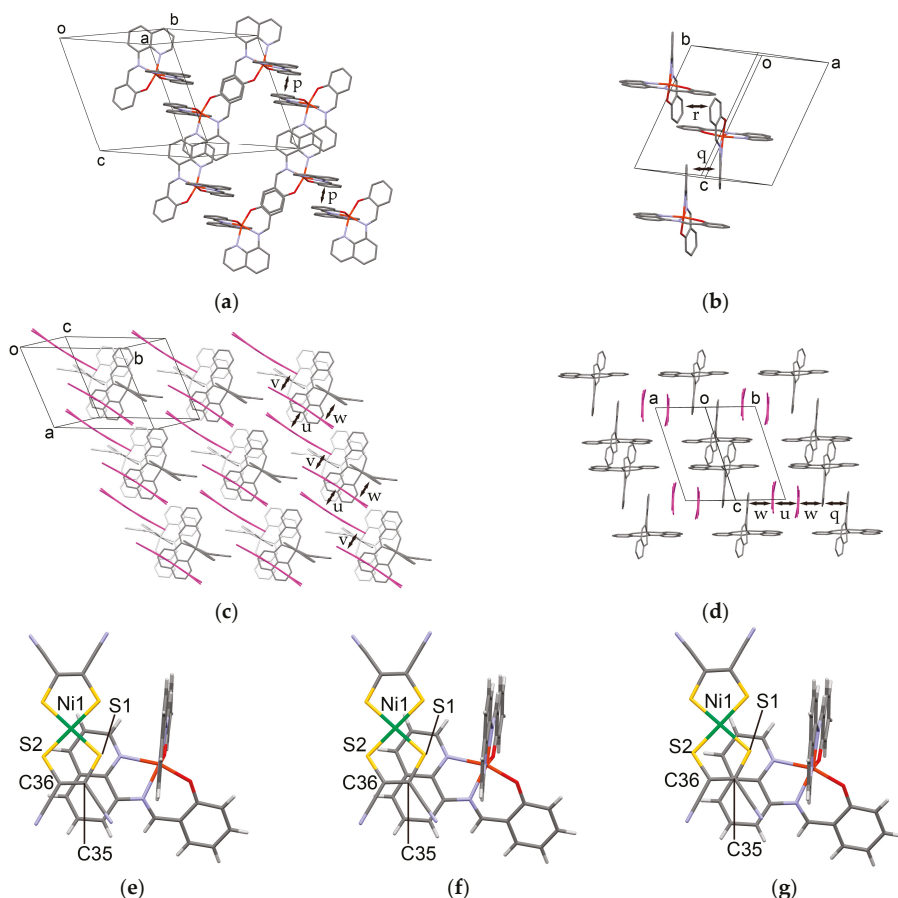 o
b
a
p
c
p
(a)
b
o
a
r
q
c
(b)
c
o
b
a
v
w
u
v
w
u
v
(c)
a o b
c w u w q
(d)
Ni1
S1
S2
C36
C35
(e)
Ni1
S1
S2
C36
C35
(f)
Ni1
S1
S2
C36
C35
(g)